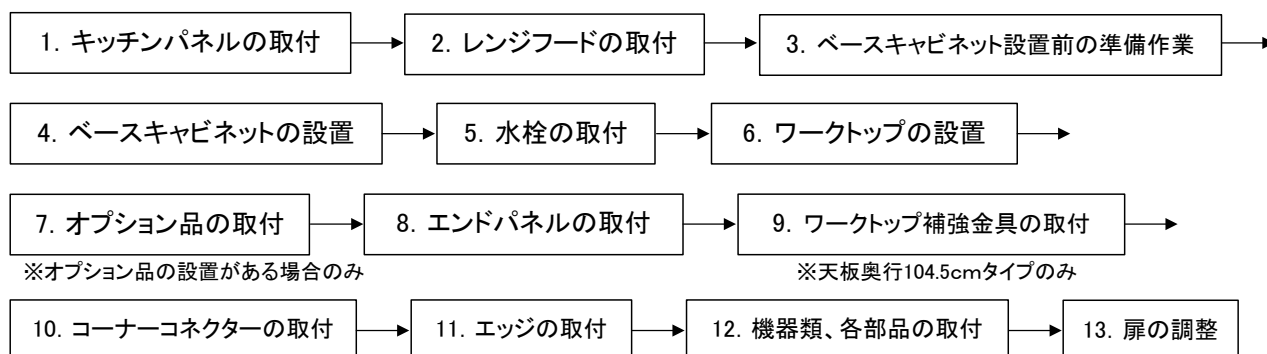 1. キッチンパネルの取付
2. レンジフードの取付
3. ベースキャビネット設置前の準備作業
4. ベースキャビネットの設置
5. 水栓の取付
6. ワークトップの設置
7. オプション品の取付
8. エンドパネルの取付
9. ワークトップ補強金具の取付
※オプション品の設置がある場合のみ
※天板奥行104.5cmタイプのみ
10. コーナーコネクターの取付
11. エッジの取付
12. 機器類、各部品の取付
13. 扉の調整